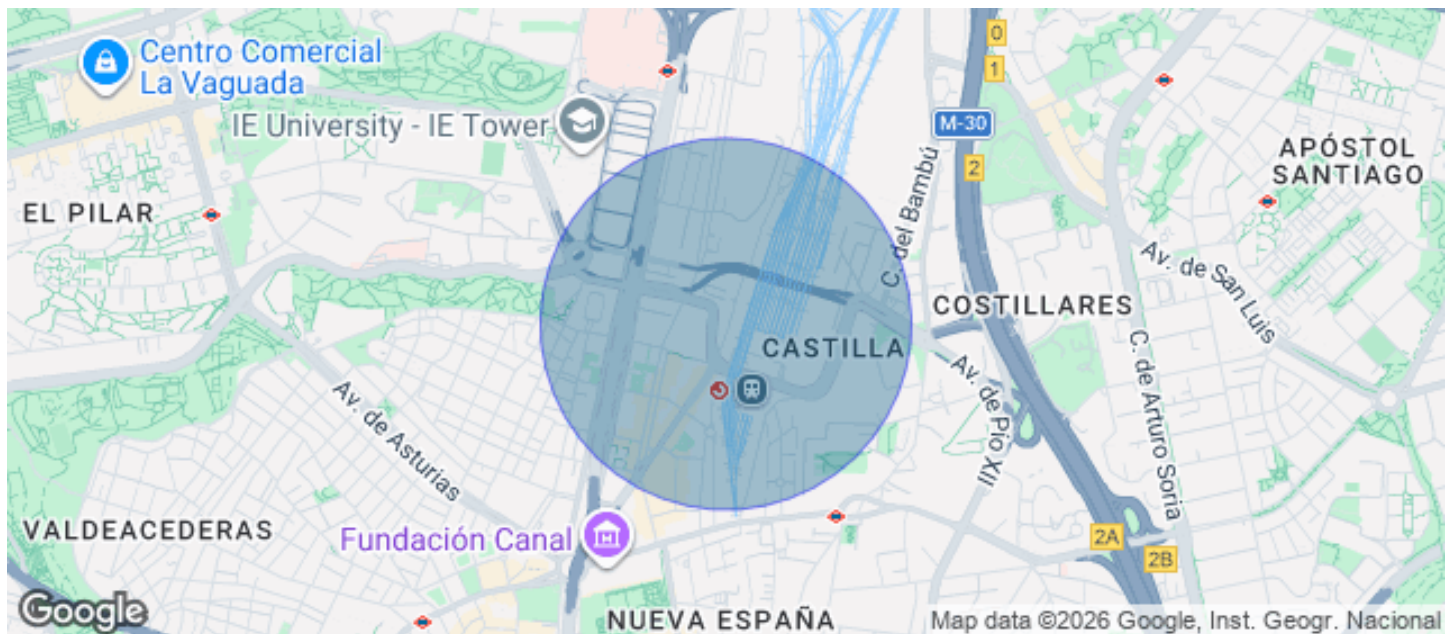 Centro Comercial
La Vaguada
IE University - IE Tower
EL PILAR
0
1
M-30
2
C. del Bambú
APÓSTOL
SANTIAGO
Av. de San Luis
COSTILLARES
CASTILLA
C. de Arturo Soria
Av. de Pío XII
Av. de Asturias
VALDEACEDERAS
Fundación Canal
2A
2B
NUEVA ESPAÑA
Google
Map data ©2026 Google, Inst. Geogr. Nacional